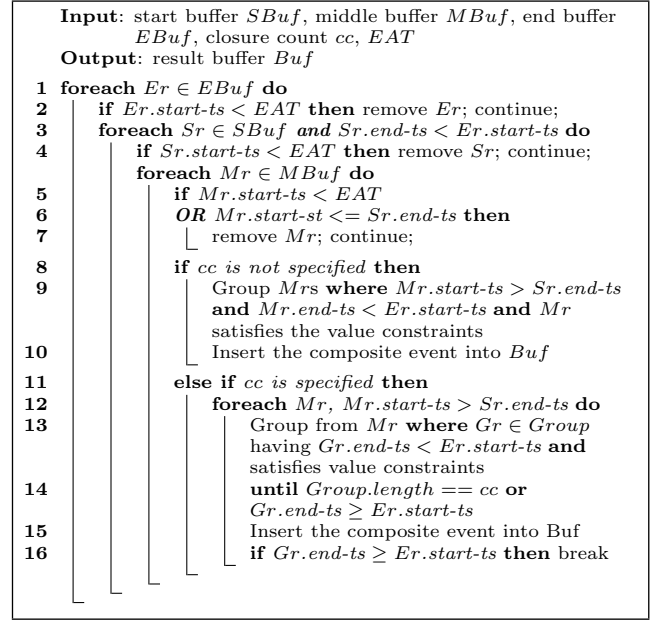 Input: start buffer SBuf, middle buffer MBuf, end buffer
EBuf, closure count cc, EAT
Output: result buffer Buf
1 foreach Er ∈ EBuf do
2 if Er.start-ts < EAT then remove Er; continue;
3 foreach Sr ∈ SBuf and Sr.end-ts < Er.start-ts do
4 if Sr.start-ts < EAT then remove Sr; continue;
foreach Mr ∈ MBuf do
5 if Mr.start-ts < EAT
6 OR Mr.start-st <= Sr.end-ts then
7 remove Mr; continue;
8 if cc is not specified then
9 Group Mrs where Mr.start-ts > Sr.end-ts
and Mr.end-ts < Er.start-ts and Mr
satisfies the value constraints
10 Insert the composite event into Buf
11 else if cc is specified then
12 foreach Mr, Mr.start-ts > Sr.end-ts do
13 Group from Mr where Gr ∈ Group
having Gr.end-ts < Er.start-ts and
satisfies value constraints
14 until Group.length == cc or
Gr.end-ts ≥ Er.start-ts
15 Insert the composite event into Buf
16 if Gr.end-ts ≥ Er.start-ts then break